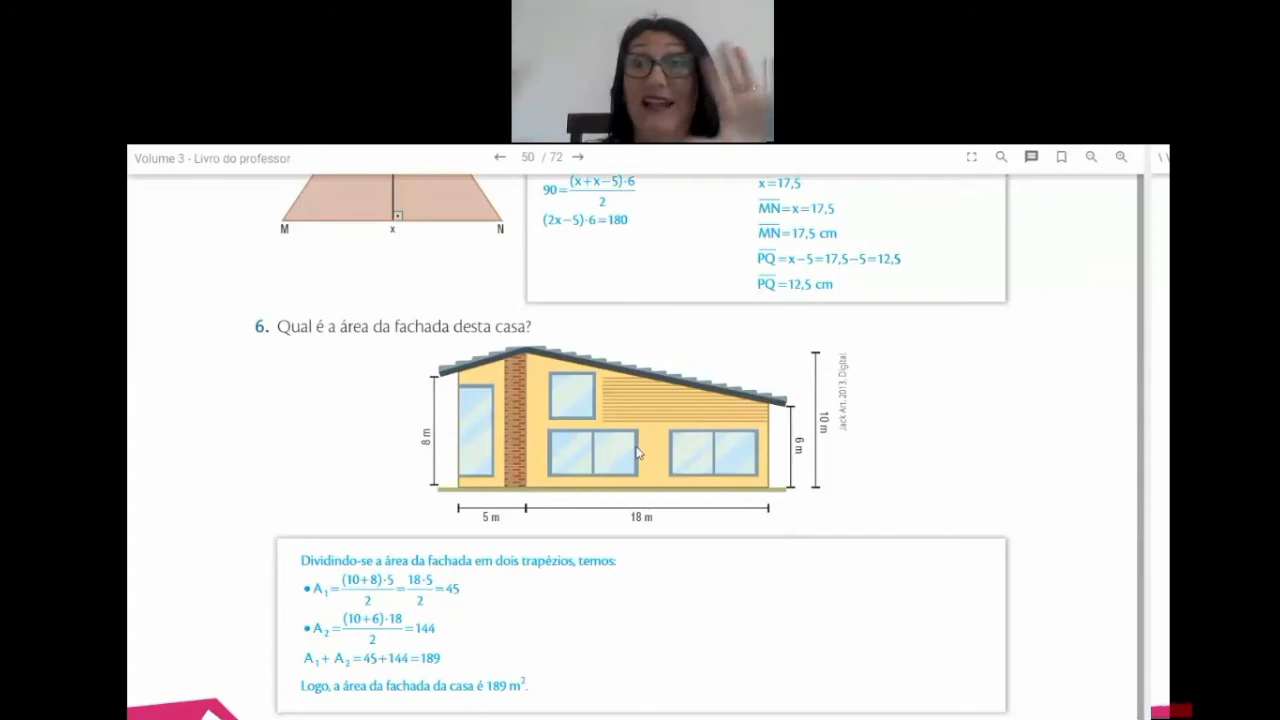 Volume 3 - Livro do professor
50 / 72
M
x
N
90=(x+x−5)·6/2
(2x−5)·6=180
x=17,5
MN=x=17,5
MN=17,5 cm
PQ=x−5=17,5−5=12,5
PQ=12,5 cm
6. Qual é a área da fachada desta casa?
8 m
6 m
10 m
Jack Art. 2013. Digital.
5 m
18 m
Dividindo-se a área da fachada em dois trapézios, temos:
• A₁=(10+8)·5/2=18·5/2=45
• A₂=(10+6)·18/2=144
A₁+ A₂=45+144=189
Logo, a área da fachada da casa é 189 m².